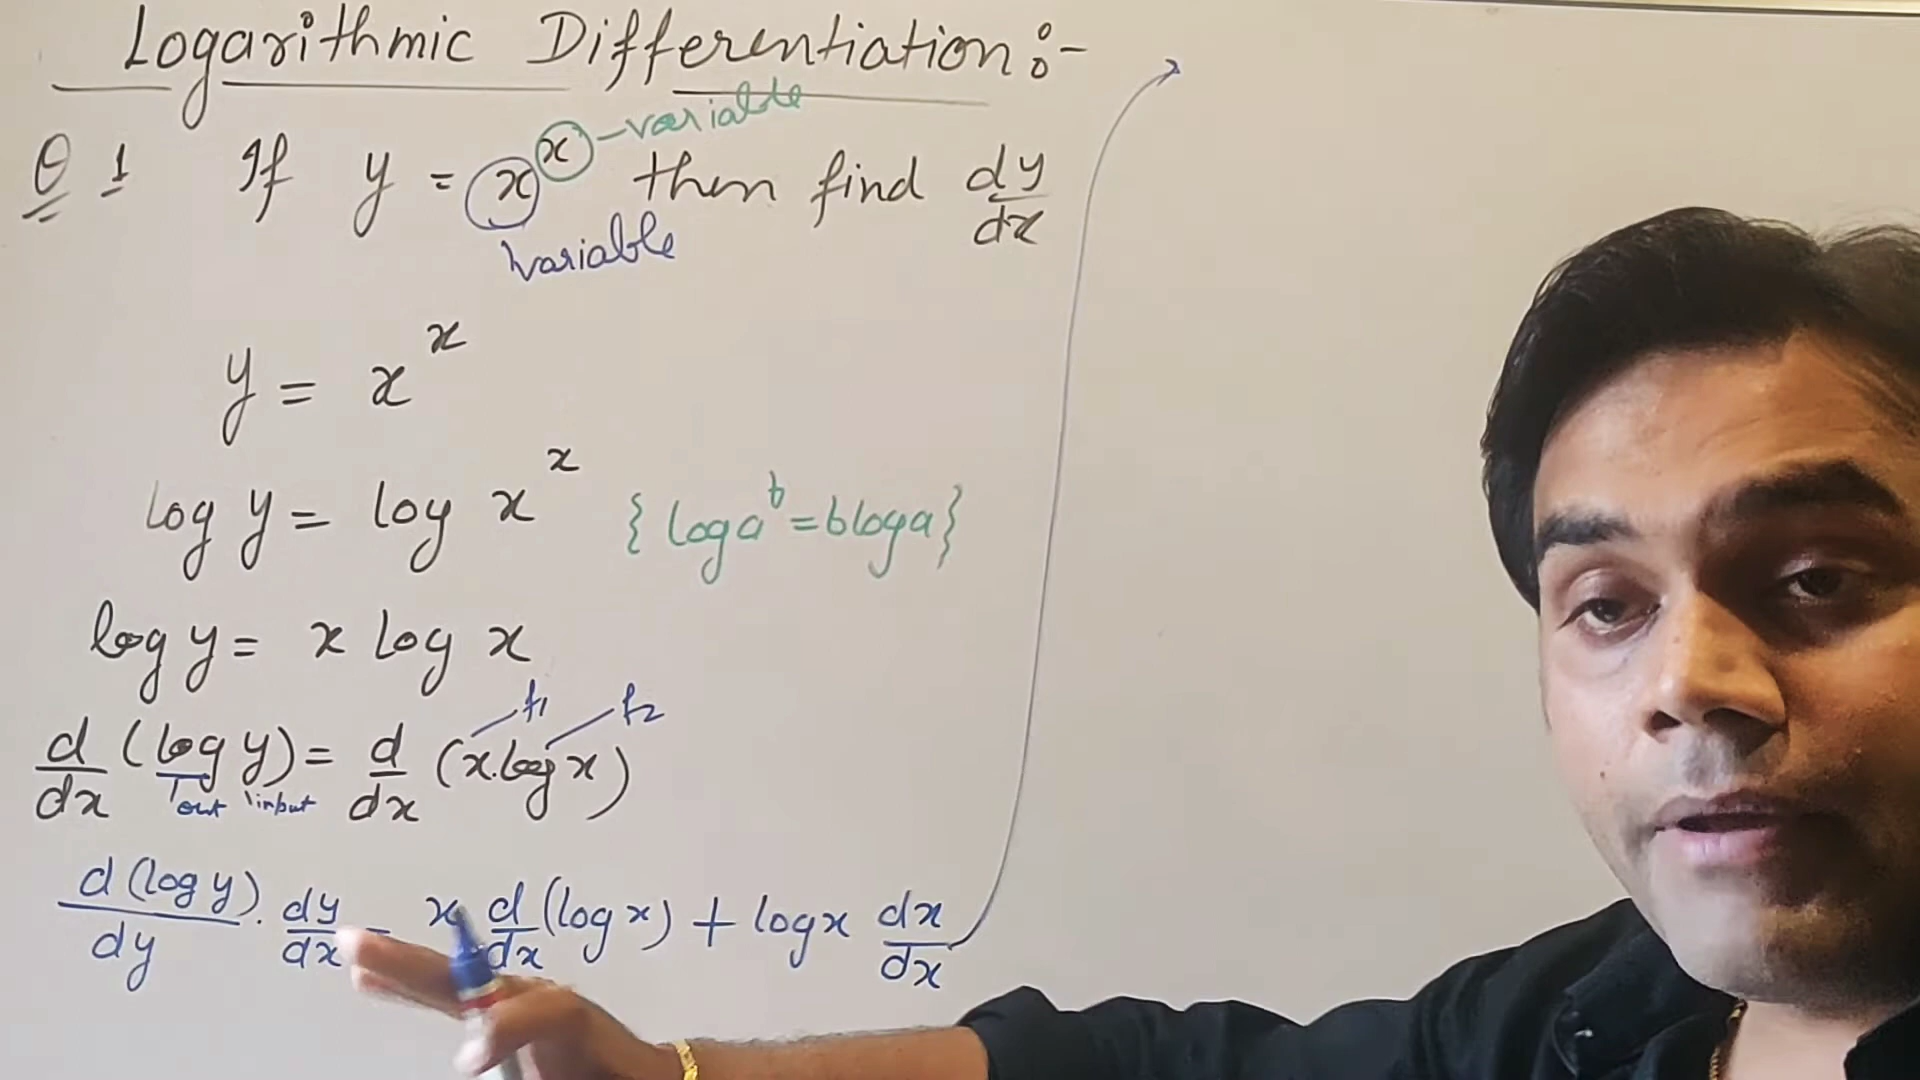 Logarithmic Differentiation :-
Q 1 If y = x^x then find dy/dx
variable
variable
y = x^x
log y = log x^x {log a^b = b log a}
log y = x log x
f1 f2
d/dx (log y) = d/dx (x.log x)
out input
d(log y)/dy . dy/dx = x d/dx (log x) + log x dx/dx